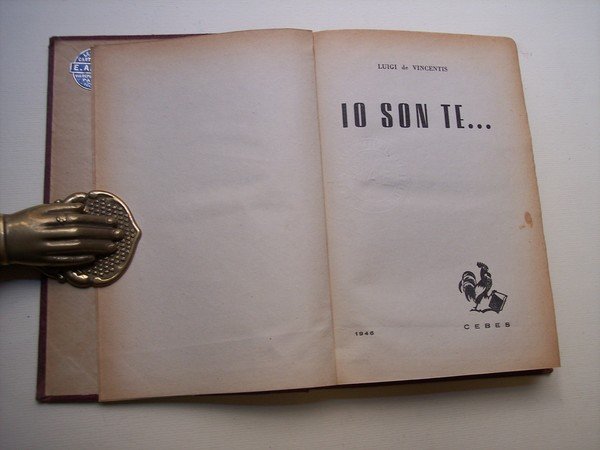 E. A.
LUIGI de VINCENTIS
IO SON TE...
1946
CEBES